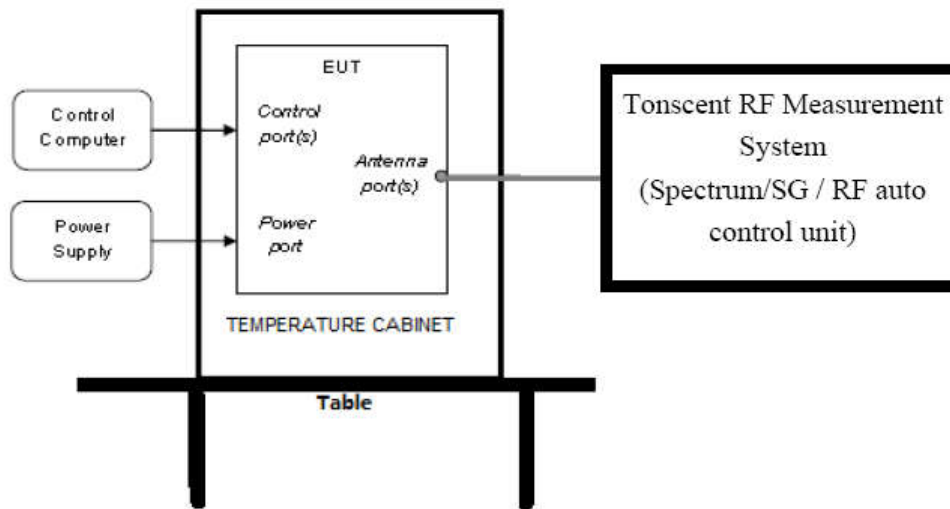 EUT
Control
Computer
Control
port(s)
Antenna
port(s)
Power
Supply
Power
port
TEMPERATURE CABINET
Table
Tonscent RF Measurement
System
(Spectrum/SG / RF auto
control unit)